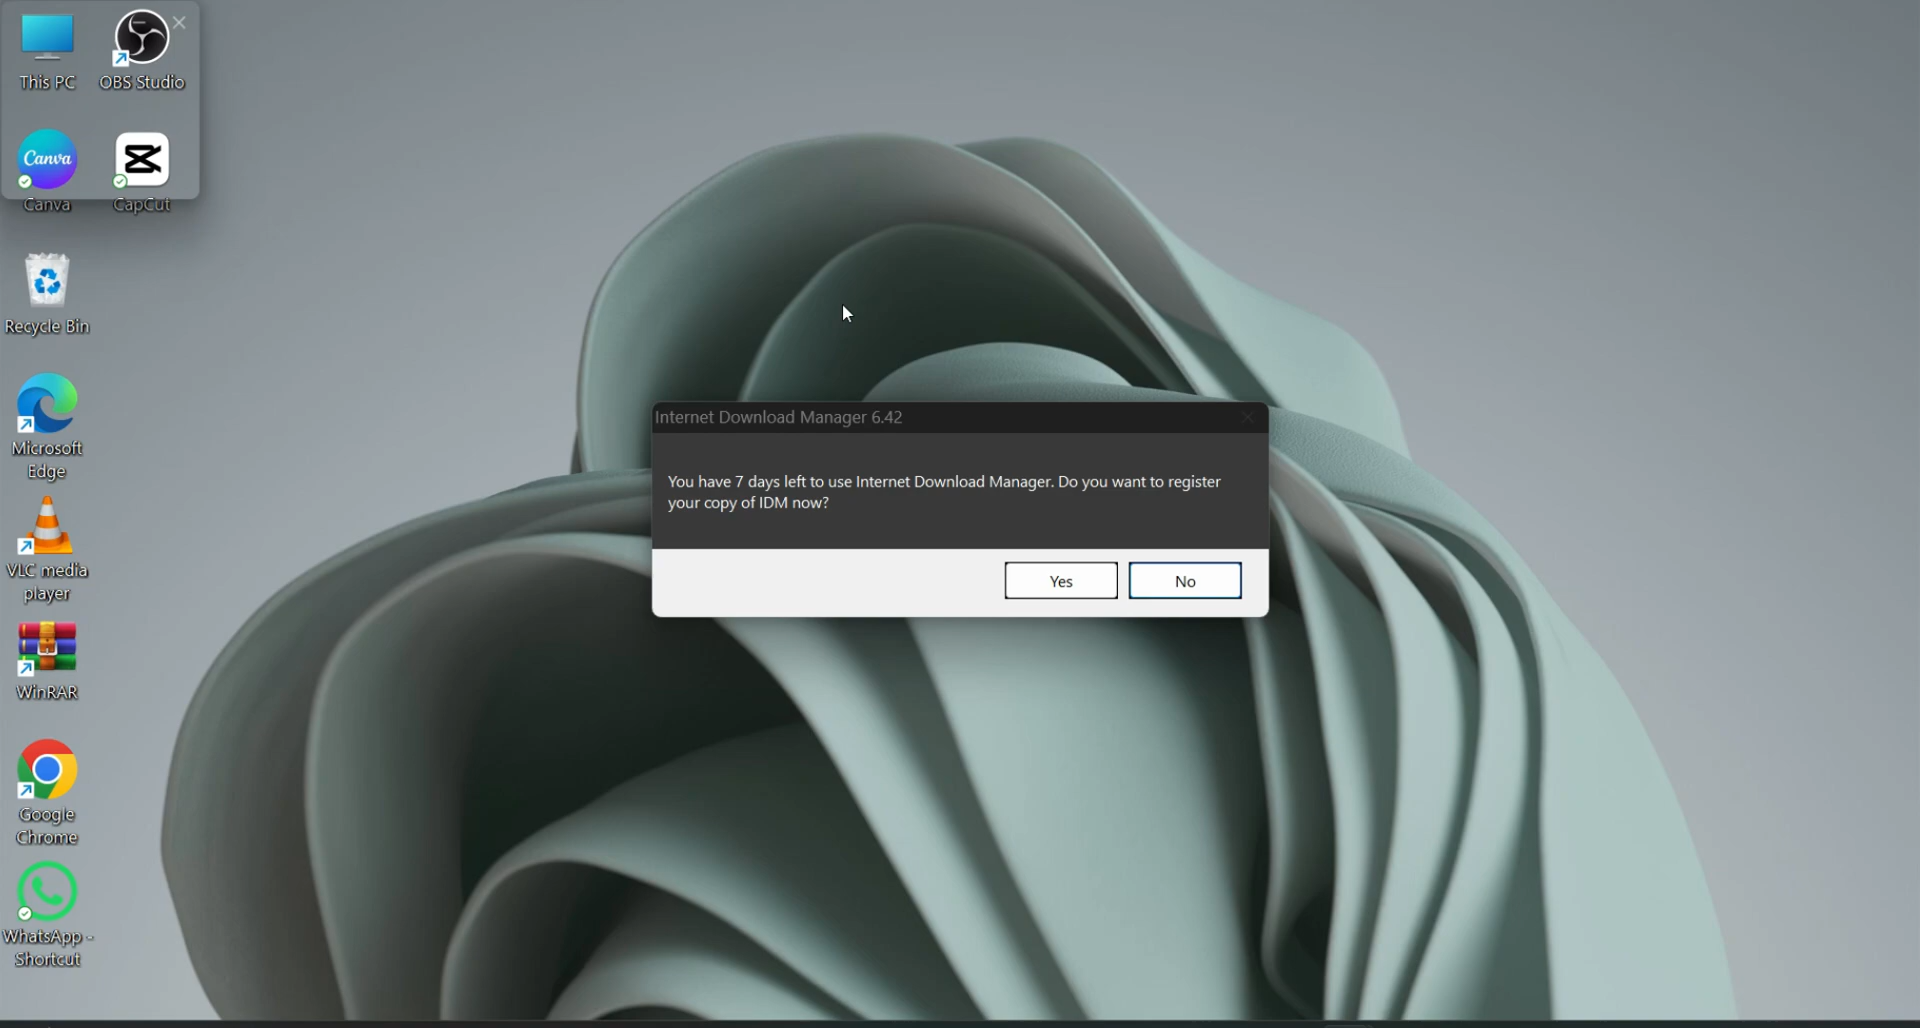 This PC
OBS Studio
Canva
Canva
CapCut
Recycle Bin
Microsoft
Edge
VLC media
player
WinRAR
Google
Chrome
WhatsApp -
Shortcut
Internet Download Manager 6.42
You have 7 days left to use Internet Download Manager. Do you want to register
your copy of IDM now?
Yes
No